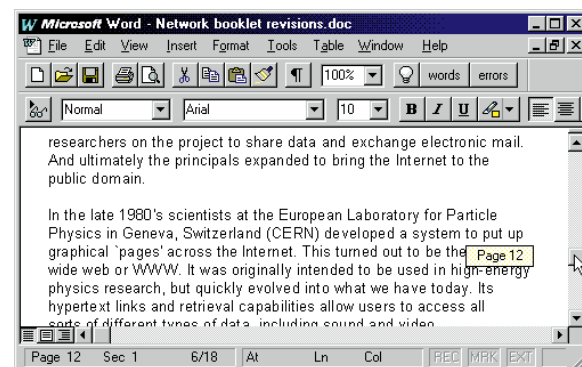 Microsoft Word - Network booklet revisions.doc
File Edit View Insert Format Tools Table Window Help
100% words errors
Normal Arial 10 B I U
researchers on the project to share data and exchange electronic mail.
And ultimately the principals expanded to bring the Internet to the
public domain.
In the late 1980's scientists at the European Laboratory for Particle
Physics in Geneva, Switzerland (CERN) developed a system to put up
graphical `pages' across the Internet. This turned out to be the Page 12
wide web or WWW. It was originally intended to be used in high-energy
physics research, but quickly evolved into what we have today. Its
hypertext links and retrieval capabilities allow users to access all
sorts of different types of data, including sound and video
Page 12 Sec 1 6/18 At Ln Col REC MRK EXT